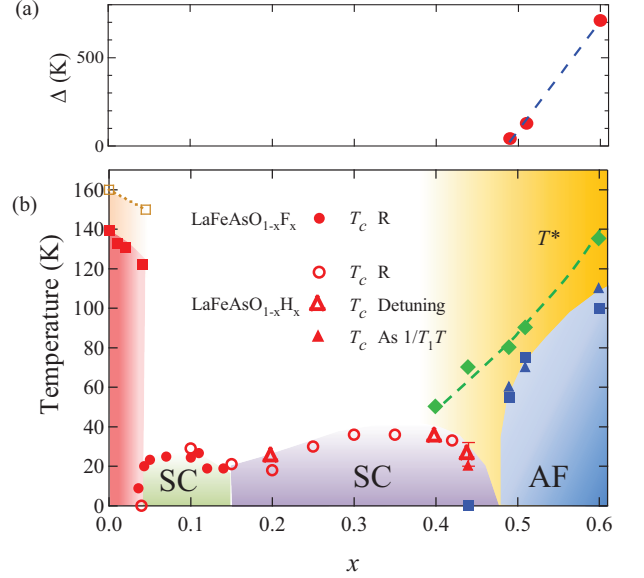 (a)
Δ (K)
500
0
(b)
Temperature (K)
160
140
120
100
80
60
40
20
0
LaFeAsO1-xFx
Tc R
Tc R
LaFeAsO1-xHx
Tc Detuning
Tc As 1/T1T
T*
SC
SC
AF
0.0 0.1 0.2 0.3 0.4 0.5 0.6
x